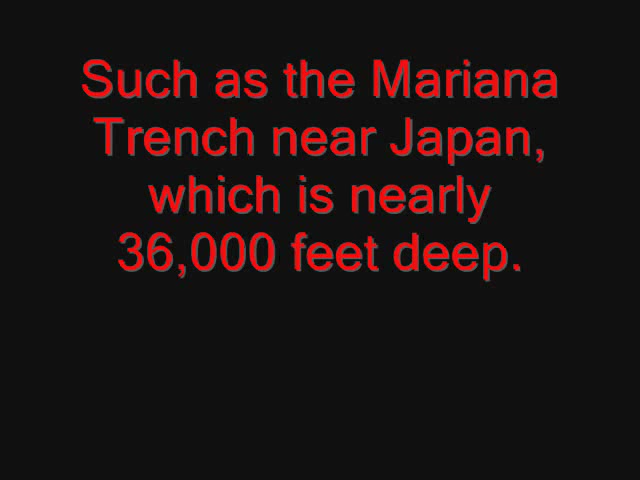 Such as the Mariana
Trench near Japan,
which is nearly
36,000 feet deep.